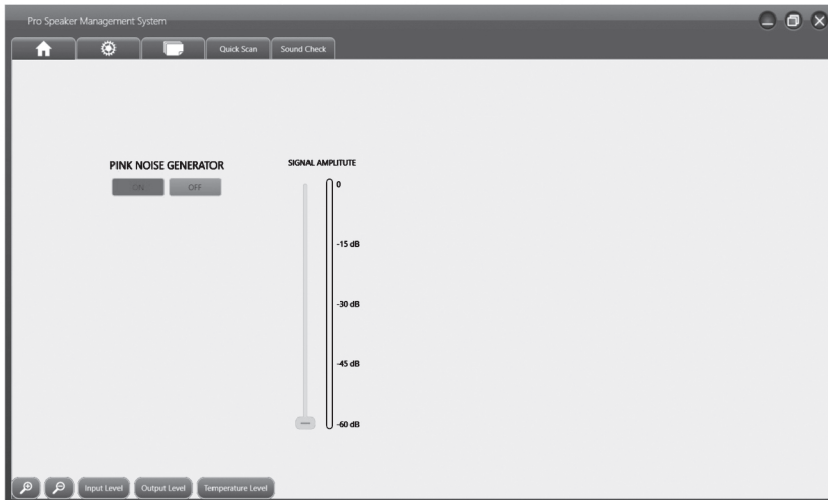 Pro Speaker Management System
Quick Scan
Sound Check
PINK NOISE GENERATOR
ON
OFF
SIGNAL AMPLITUTE
0
-15 dB
-30 dB
-45 dB
-60 dB
Input Level
Output Level
Temperature Level